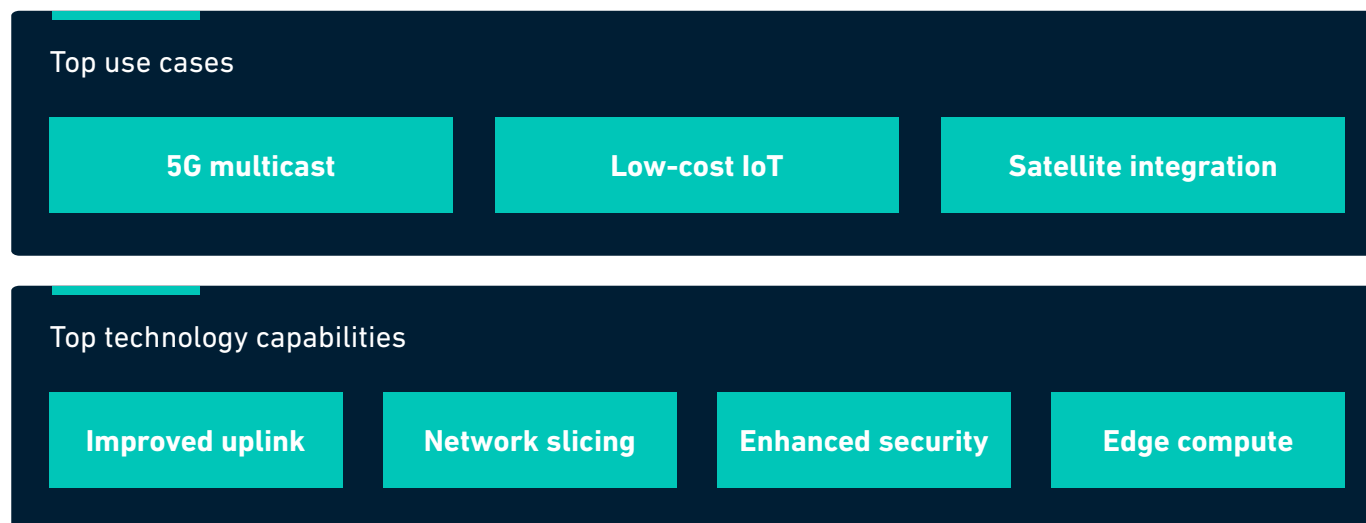 Top use cases
5G multicast
Low-cost IoT
Satellite integration
Top technology capabilities
Improved uplink
Network slicing
Enhanced security
Edge compute